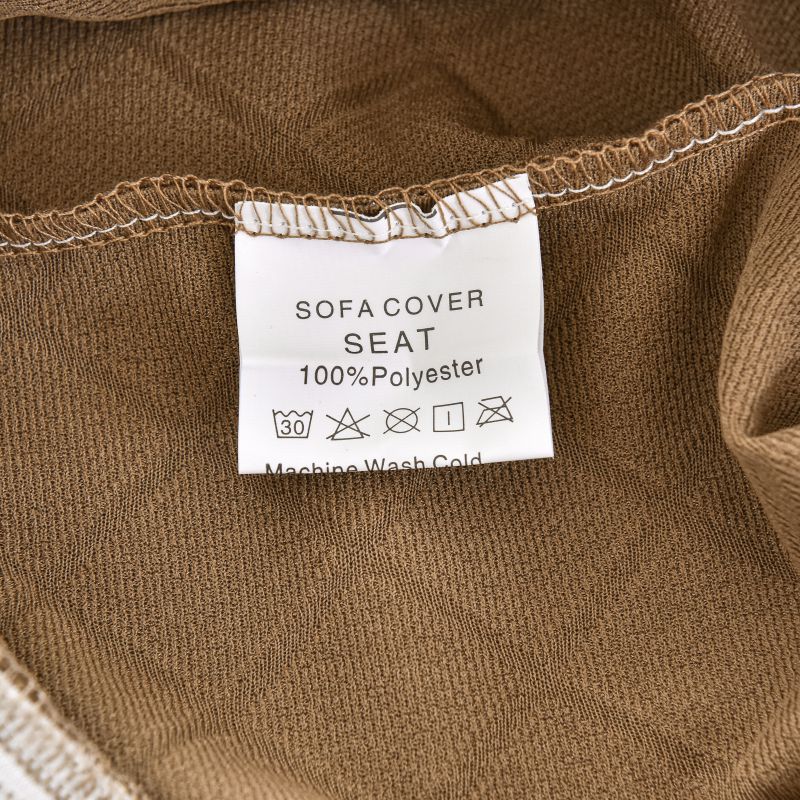 SOFA COVER
SEAT
100%Polyester
30
Machine Wash Cold